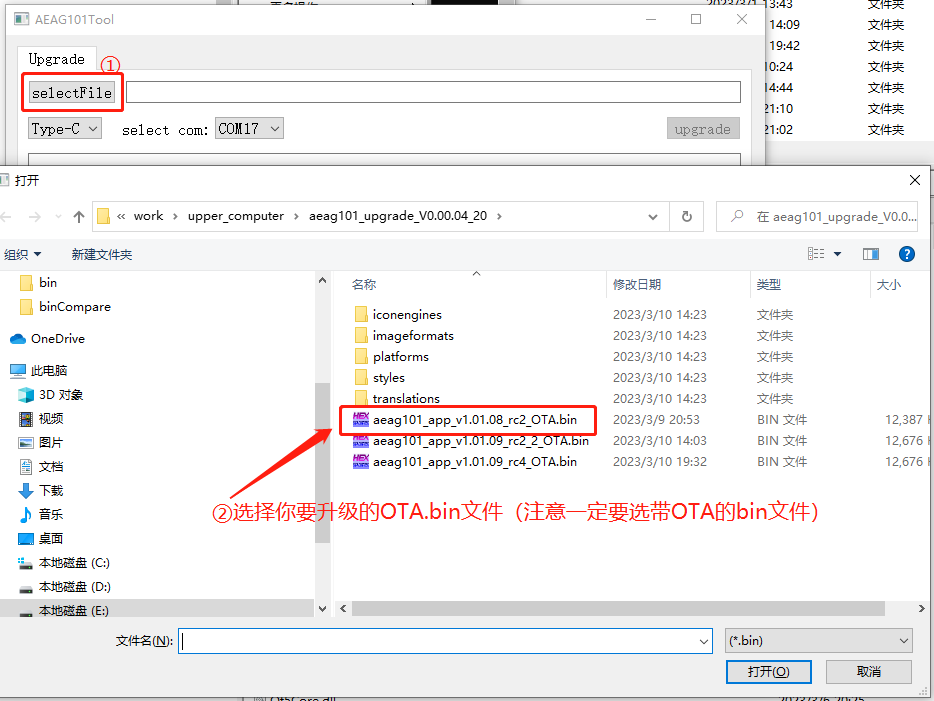 2023/3/1 13:43 文件夹
AEAG101Tool
14:09 文件夹
19:42 文件夹
Upgrade ①
10:24 文件夹
selectFile
14:44 文件夹
21:10 文件夹
Type-C select com: COM17 upgrade
21:02 文件夹
打开
« work › upper_computer › aeag101_upgrade_V0.00.04_20 ›
在 aeag101_upgrade_V0.0...
组织 新建文件夹
bin
binCompare
OneDrive
此电脑
3D 对象
视频
图片
文档
下载
音乐
桌面
本地磁盘 (C:)
本地磁盘 (D:)
本地磁盘 (E:)
名称 修改日期 类型 大小
iconengines 2023/3/10 14:23 文件夹
imageformats 2023/3/10 14:23 文件夹
platforms 2023/3/10 14:23 文件夹
styles 2023/3/10 14:23 文件夹
translations 2023/3/10 14:23 文件夹
aeag101_app_v1.01.08_rc2_OTA.bin 2023/3/9 20:53 BIN 文件 12,387
aeag101_app_v1.01.09_rc2_2_OTA.bin 2023/3/10 14:03 BIN 文件 12,676
aeag101_app_v1.01.09_rc4_OTA.bin 2023/3/10 19:32 BIN 文件 12,676
②选择你要升级的OTA.bin文件（注意一定要选带OTA的bin文件）
文件名(N): (*.bin)
打开(O) 取消